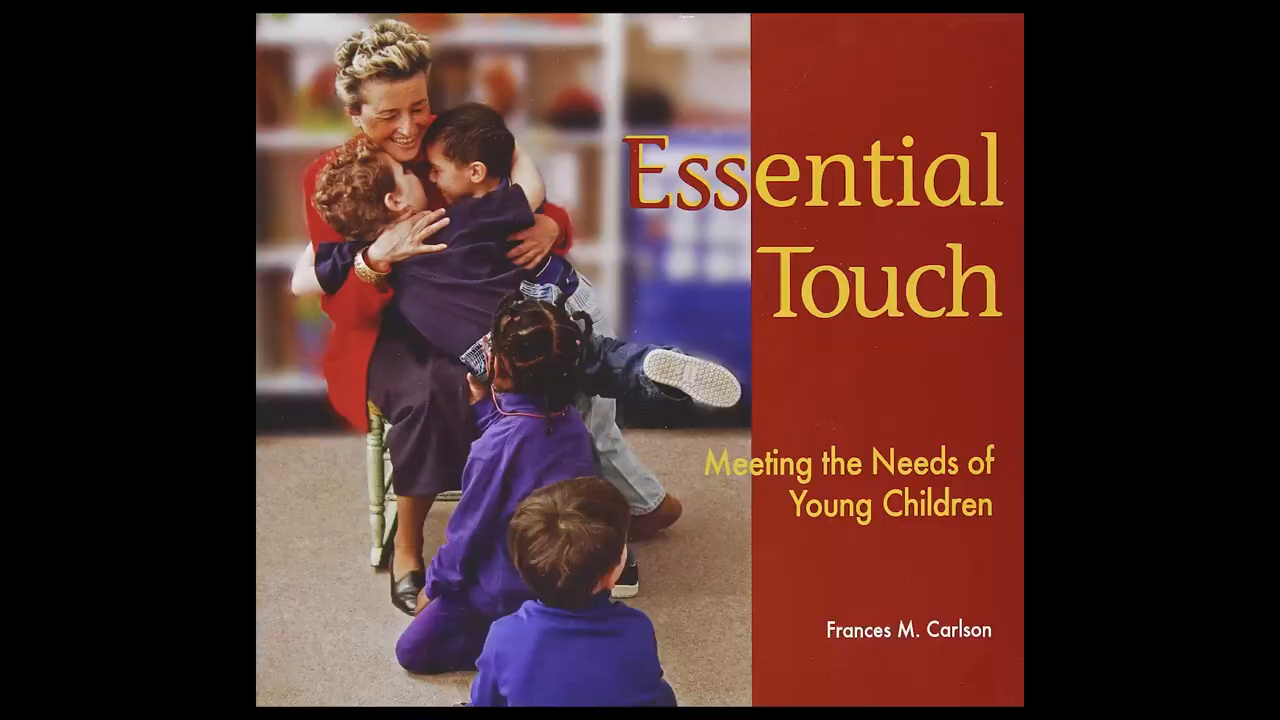 Essential
Touch
Meeting the Needs of
Young Children
Frances M. Carlson